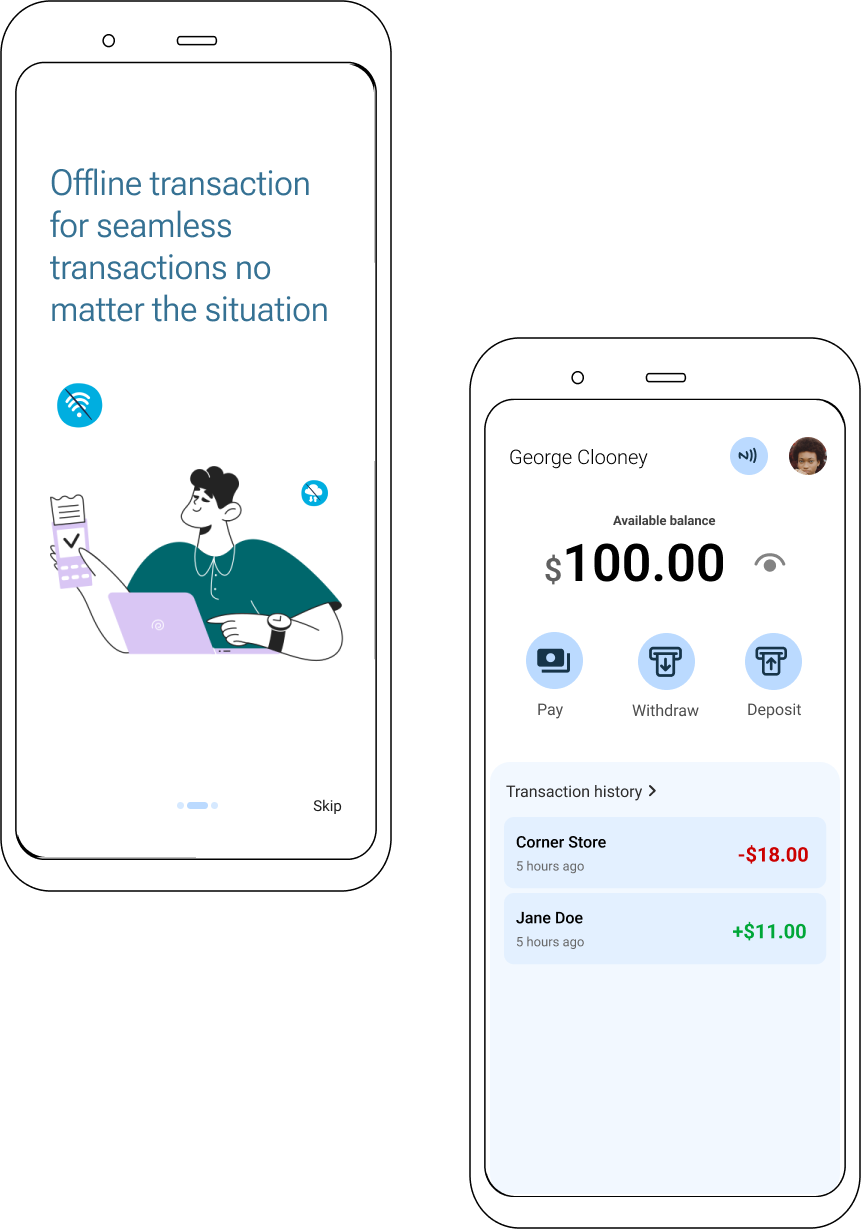 Offline transaction
for seamless
transactions no
matter the situation
Skip
George Clooney
Available balance
$100.00
Pay
Withdraw
Deposit
Transaction history
Corner Store
-$18.00
5 hours ago
Jane Doe
+$11.00
5 hours ago